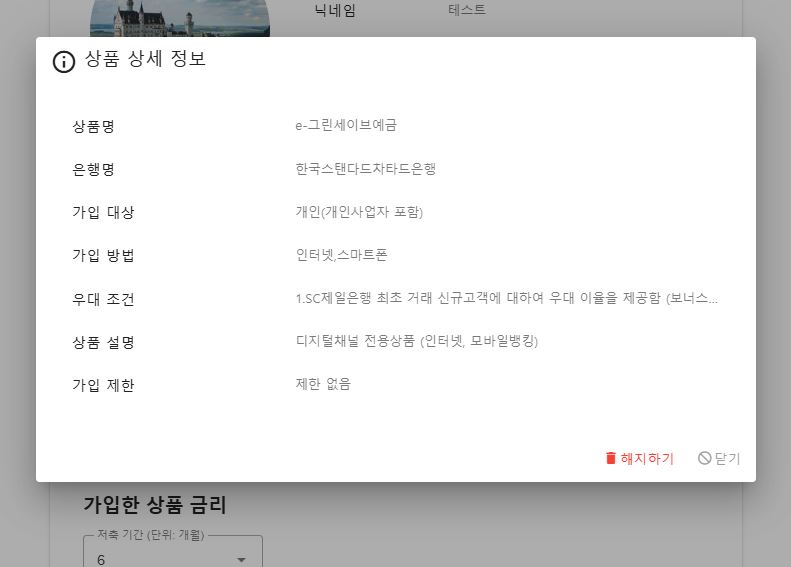 닉네임 테스트
상품 상세 정보
상품명 e-그린세이브예금
은행명 한국스탠다드차타드은행
가입 대상 개인(개인사업자 포함)
가입 방법 인터넷,스마트폰
우대 조건 1.SC제일은행 최초 거래 신규고객에 대하여 우대 이율을 제공함 (보너스...
상품 설명 디지털채널 전용상품 (인터넷, 모바일뱅킹)
가입 제한 제한 없음
해지하기 닫기
가입한 상품 금리
저축 기간 (단위: 개월)
6